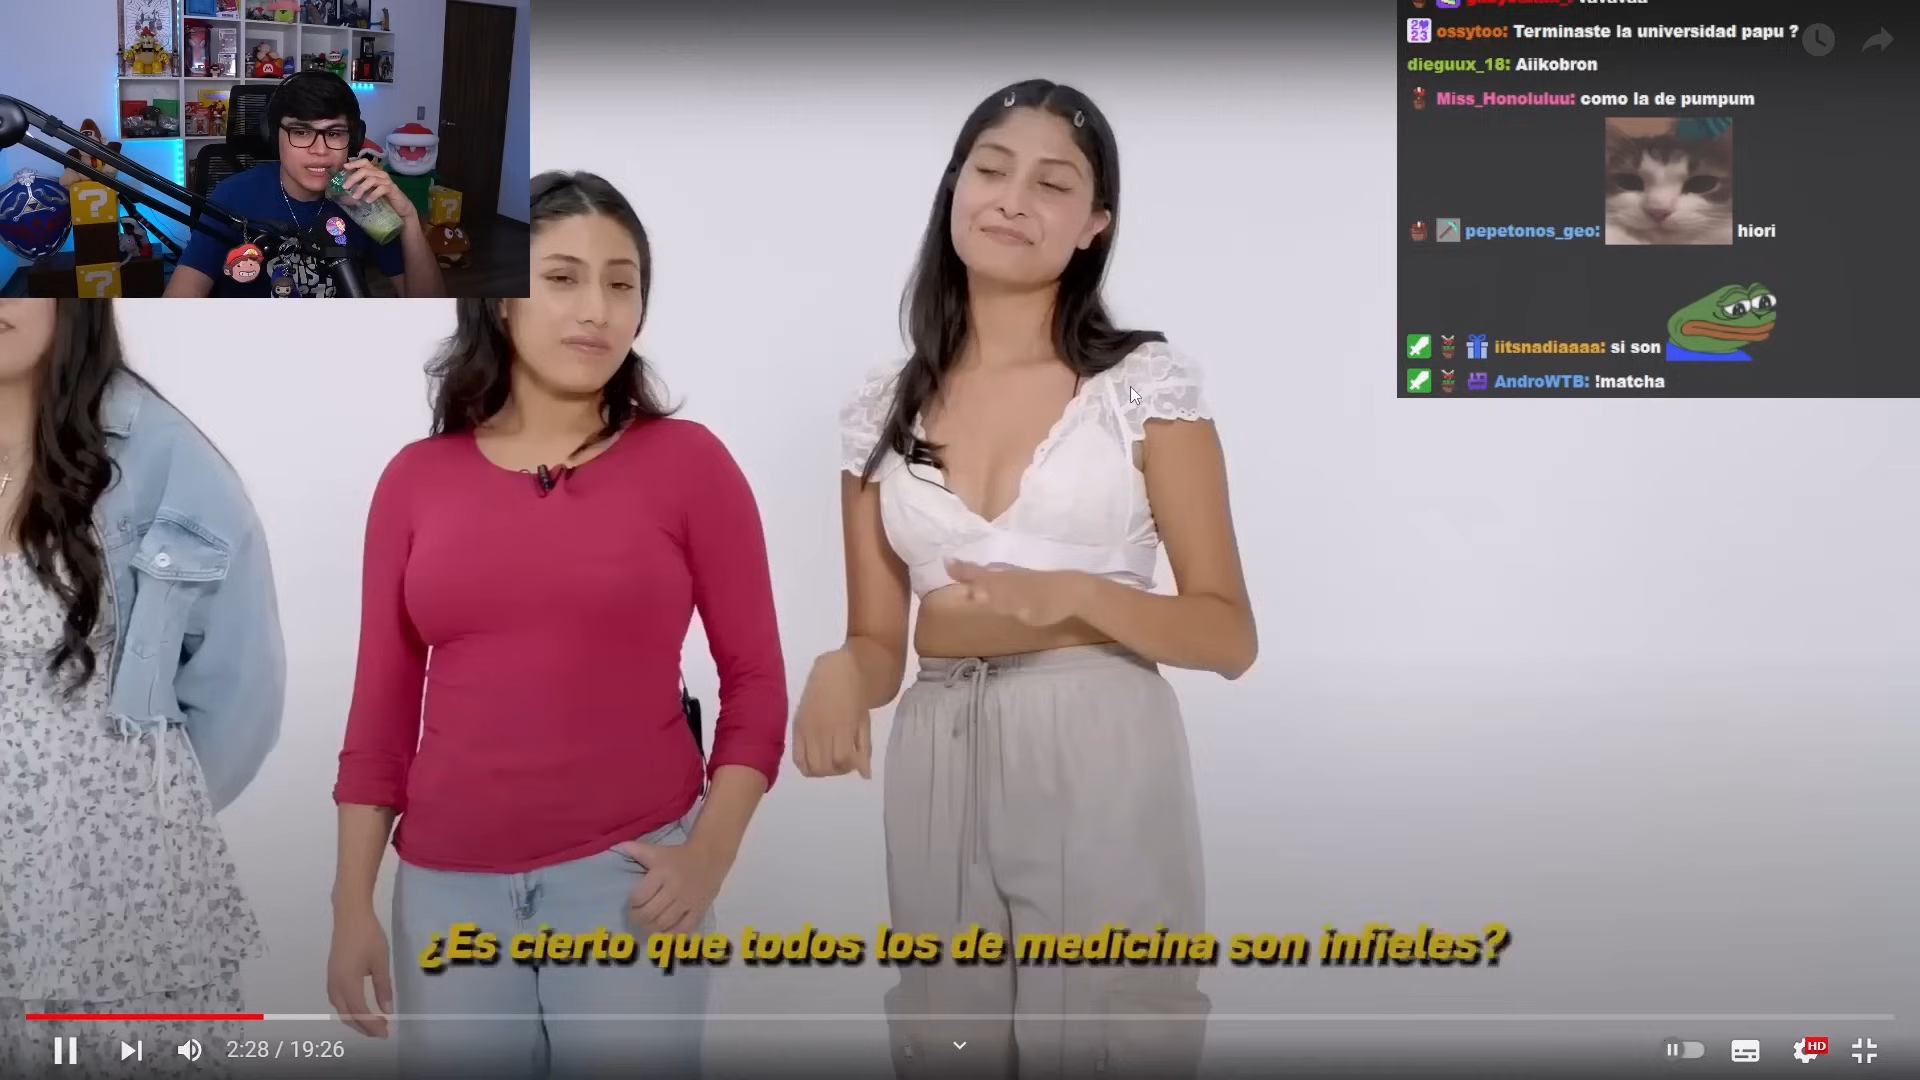 ossytoo: Terminaste la universidad papu ?
dieguux_18: Aiikobron
Miss_Honoluluu: como la de pumpum
pepetonos_geo: hiori
iitsnadiaaaa: si son
AndroWTB: !matcha
¿Es cierto que todos los de medicina son infieles?
2:28 / 19:26
HD